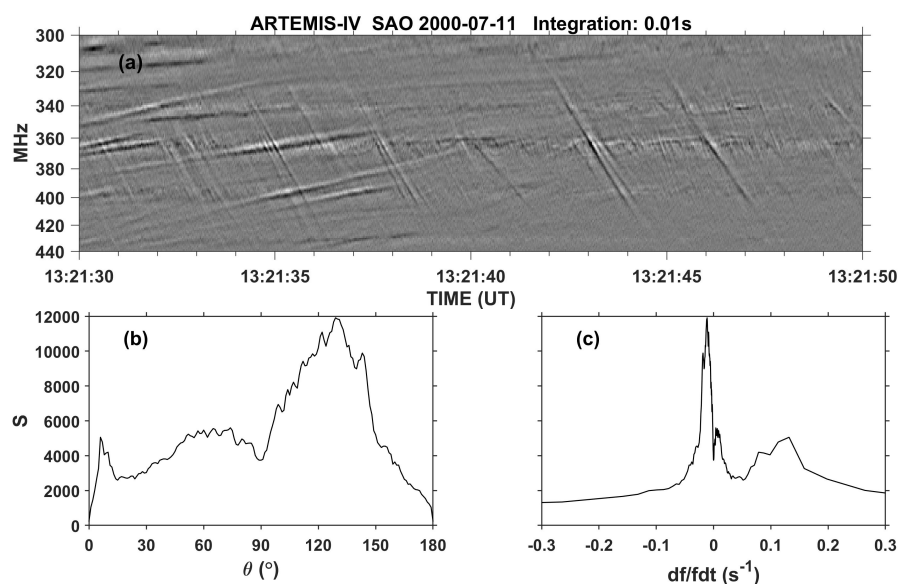 ARTEMIS-IV SAO 2000-07-11 Integration: 0.01s
(a)
MHz
300
320
340
360
380
400
420
440
13:21:30 13:21:35 13:21:40 13:21:45 13:21:50
TIME (UT)
(b)
S
12000
10000
8000
6000
4000
2000
0
0 30 60 90 120 150 180
θ (°)
(c)
-0.3 -0.2 -0.1 0 0.1 0.2 0.3
df/fdt (s⁻¹)